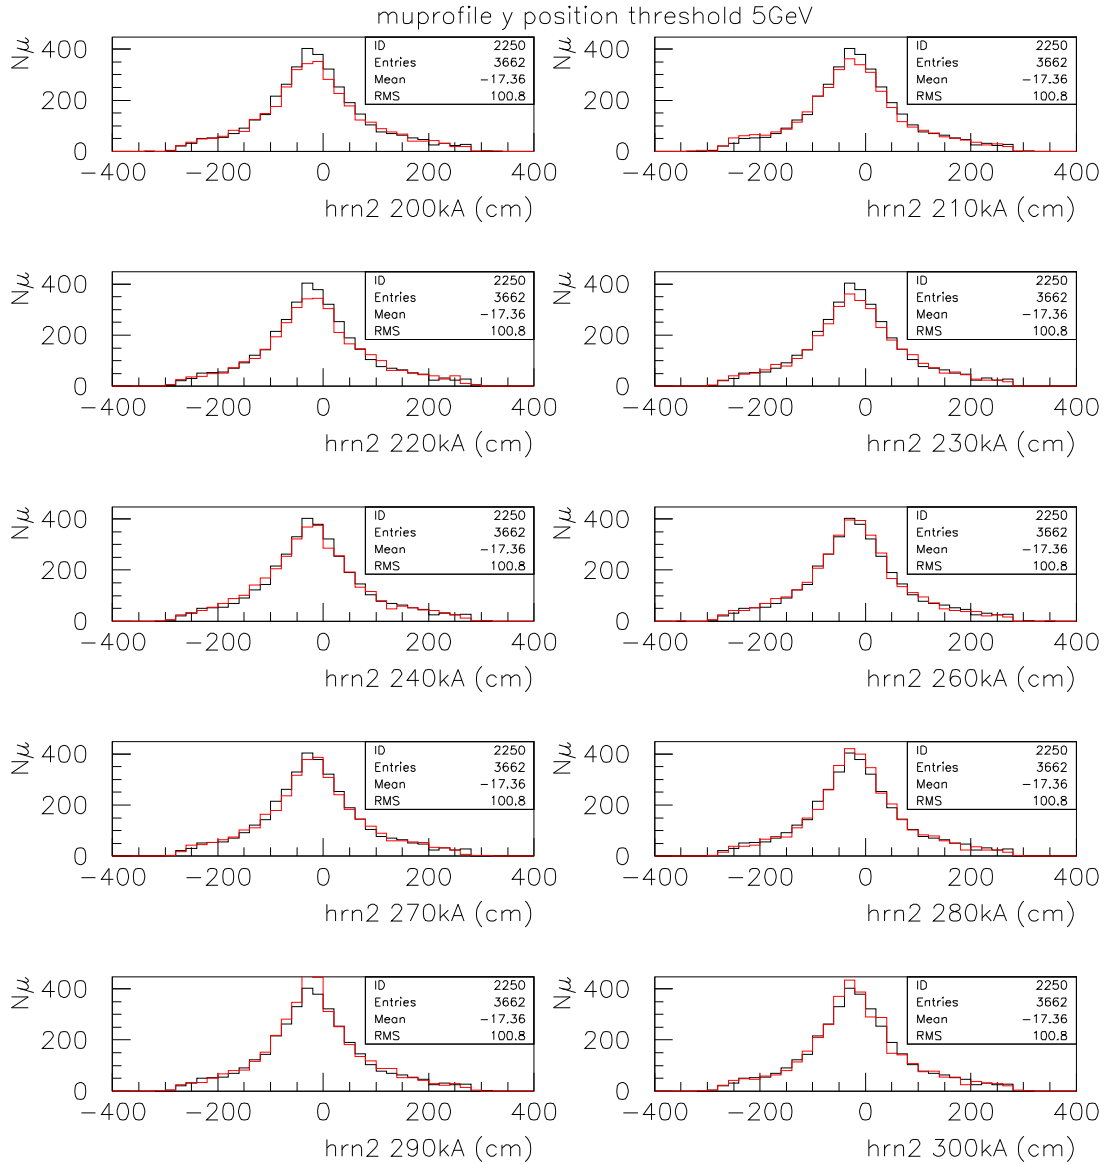 muprofile y position threshold 5GeV
Nμ
400
200
0
ID 2250
Entries 3662
Mean -17.36
RMS 100.8
-400 -200 0 200 400
hrn2 200kA (cm)
Nμ
400
200
0
ID 2250
Entries 3662
Mean -17.36
RMS 100.8
-400 -200 0 200 400
hrn2 210kA (cm)
Nμ
400
200
0
ID 2250
Entries 3662
Mean -17.36
RMS 100.8
-400 -200 0 200 400
hrn2 220kA (cm)
Nμ
400
200
0
ID 2250
Entries 3662
Mean -17.36
RMS 100.8
-400 -200 0 200 400
hrn2 230kA (cm)
Nμ
400
200
0
ID 2250
Entries 3662
Mean -17.36
RMS 100.8
-400 -200 0 200 400
hrn2 240kA (cm)
Nμ
400
200
0
ID 2250
Entries 3662
Mean -17.36
RMS 100.8
-400 -200 0 200 400
hrn2 260kA (cm)
Nμ
400
200
0
ID 2250
Entries 3662
Mean -17.36
RMS 100.8
-400 -200 0 200 400
hrn2 270kA (cm)
Nμ
400
200
0
ID 2250
Entries 3662
Mean -17.36
RMS 100.8
-400 -200 0 200 400
hrn2 280kA (cm)
Nμ
400
200
0
ID 2250
Entries 3662
Mean -17.36
RMS 100.8
-400 -200 0 200 400
hrn2 290kA (cm)
Nμ
400
200
0
ID 2250
Entries 3662
Mean -17.36
RMS 100.8
-400 -200 0 200 400
hrn2 300kA (cm)